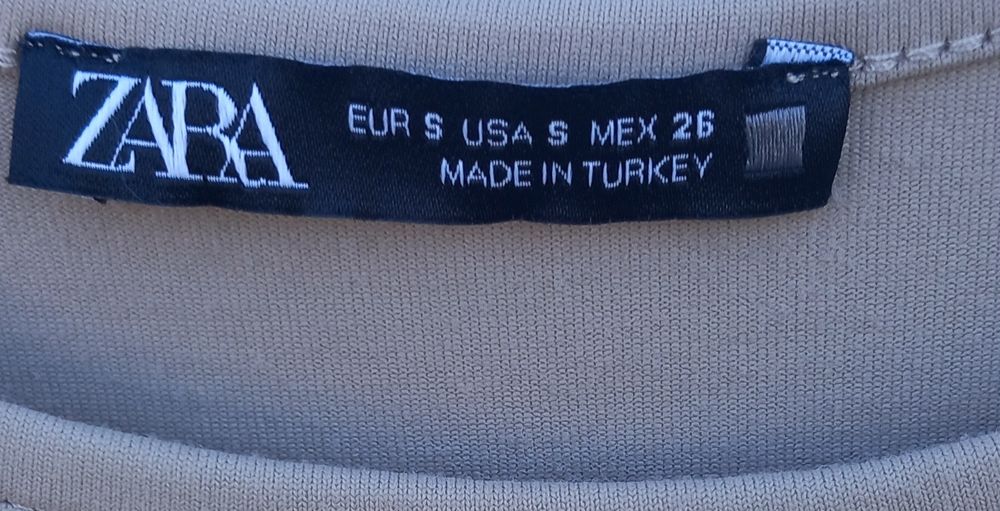 ZARA
EUR S USA S MEX 26
MADE IN TURKEY